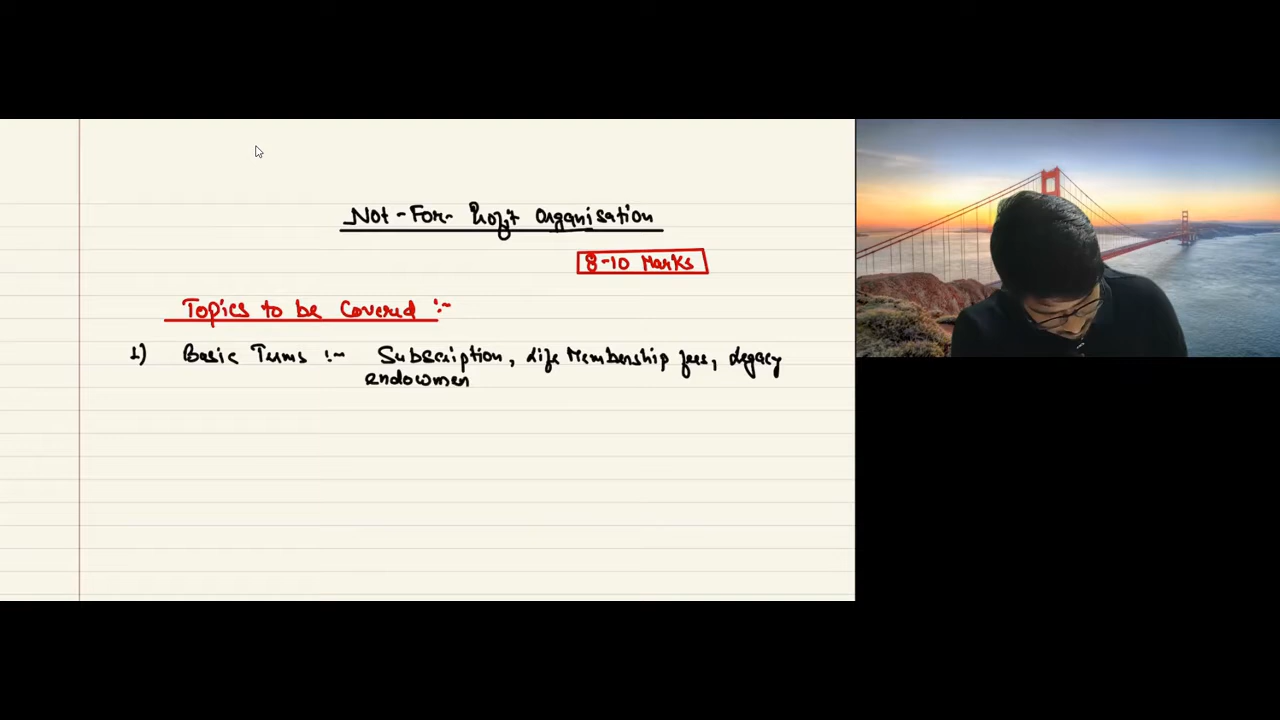 Not-For-Profit Organisation
8-10 Marks
Topics to be Covered :-
1) Basic Terms :- Subscription, Life Membership fees, Legacy
endowmen